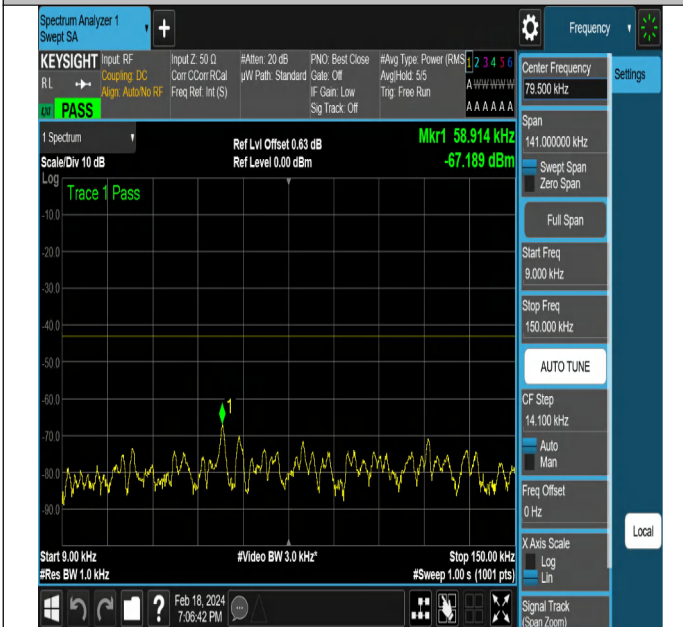 Spectrum Analyzer 1
Swept SA
+
Frequency
KEYSIGHT
RL
LXI PASS
Input: RF
Coupling: DC
Align: Auto/No RF
Input Z: 50 Ω
Corr CCorr RCal
Freq Ref: Int (S)
#Atten: 20 dB
µW Path: Standard
PNO: Best Close
Gate: Off
IF Gain: Low
Sig Track: Off
#Avg Type: Power (RMS
Avg|Hold: 5/5
Trig: Free Run
1 2 3 4 5 6
A W W W W W
A A A A A A
Center Frequency
79.500 kHz
Settings
Span
141.000000 kHz
Swept Span
Zero Span
Full Span
Start Freq
9.000 kHz
Stop Freq
150.000 kHz
AUTO TUNE
CF Step
14.100 kHz
Auto
Man
Freq Offset
0 Hz
X Axis Scale
Log
Lin
Signal Track
(Span Zoom)
Local
1 Spectrum
Scale/Div 10 dB
Log
Ref Lvl Offset 0.63 dB
Ref Level 0.00 dBm
Mkr1 58.914 kHz
-67.189 dBm
Trace 1 Pass
-10.0
-20.0
-30.0
-40.0
-50.0
-60.0
-70.0
-80.0
-90.0
1
Start 9.00 kHz
#Res BW 1.0 kHz
#Video BW 3.0 kHz*
Stop 150.00 kHz
#Sweep 1.00 s (1001 pts)
?
Feb 18, 2024
7:06:42 PM